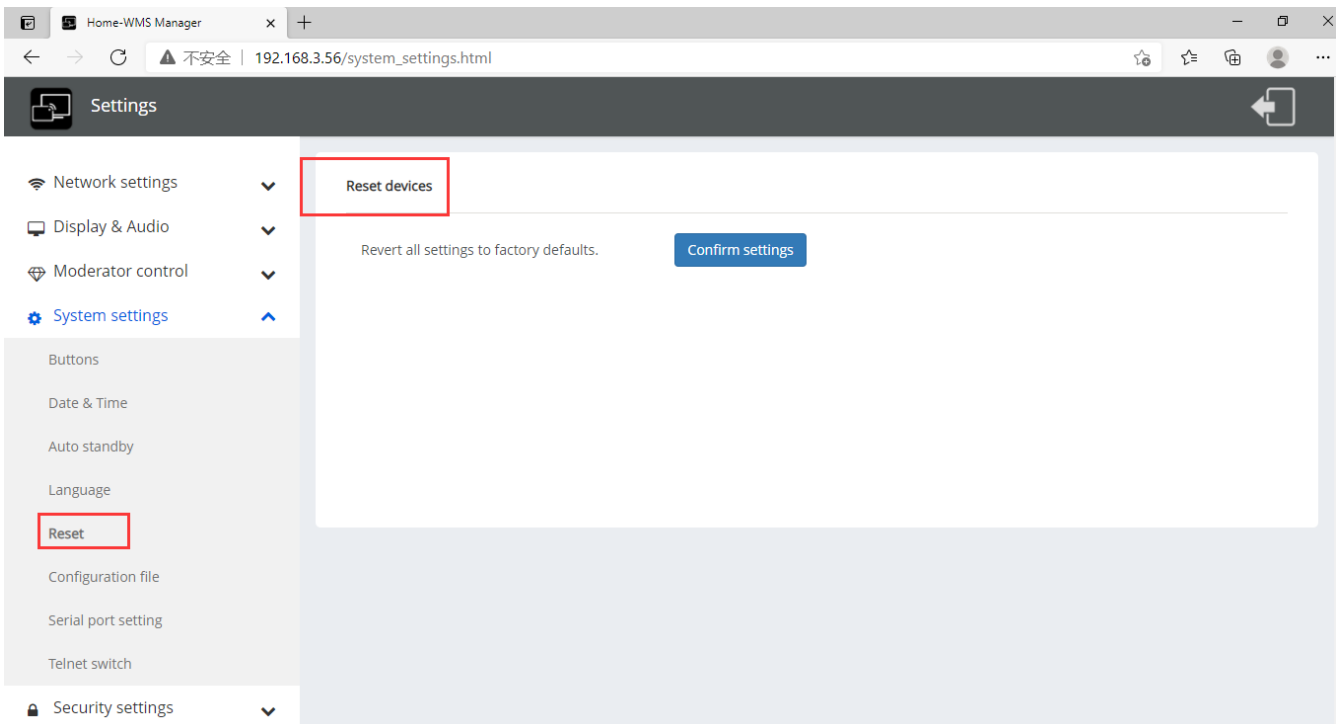 Home-WMS Manager
不安全 192.168.3.56/system_settings.html
Settings
Network settings
Display & Audio
Moderator control
System settings
Buttons
Date & Time
Auto standby
Language
Reset
Configuration file
Serial port setting
Telnet switch
Security settings
Reset devices
Revert all settings to factory defaults. Confirm settings